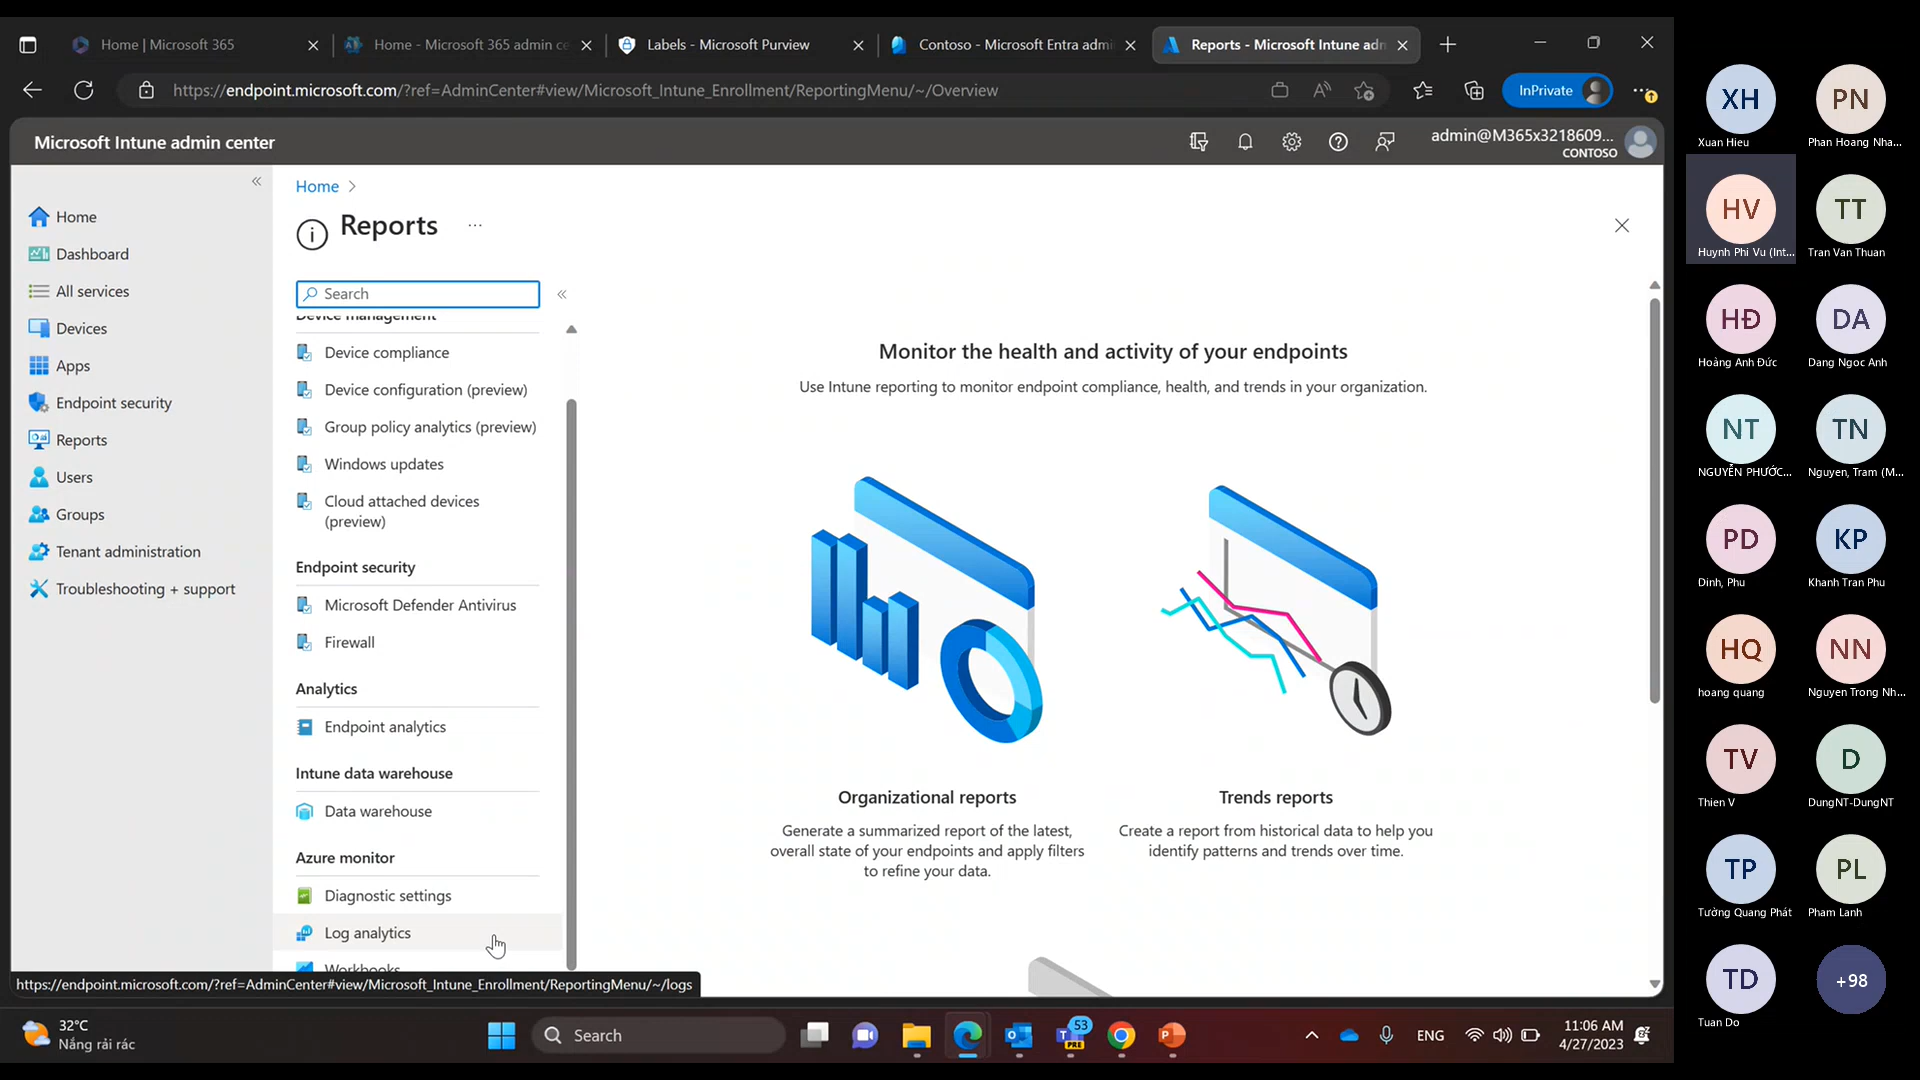 Home | Microsoft 365
Home - Microsoft 365 admin ce
Labels - Microsoft Purview
Contoso - Microsoft Entra admi
Reports - Microsoft Intune adm
https://endpoint.microsoft.com/?ref=AdminCenter#view/Microsoft_Intune_Enrollment/ReportingMenu/~/Overview
InPrivate
Microsoft Intune admin center
admin@M365x3218609...
CONTOSO
Home
Dashboard
All services
Devices
Apps
Endpoint security
Reports
Users
Groups
Tenant administration
Troubleshooting + support
Home
Reports
...
Search
Device management
Device compliance
Device configuration (preview)
Group policy analytics (preview)
Windows updates
Cloud attached devices
(preview)
Endpoint security
Microsoft Defender Antivirus
Firewall
Analytics
Endpoint analytics
Intune data warehouse
Data warehouse
Azure monitor
Diagnostic settings
Log analytics
Workbooks
https://endpoint.microsoft.com/?ref=AdminCenter#view/Microsoft_Intune_Enrollment/ReportingMenu/~/logs
Monitor the health and activity of your endpoints
Use Intune reporting to monitor endpoint compliance, health, and trends in your organization.
Organizational reports
Generate a summarized report of the latest,
overall state of your endpoints and apply filters
to refine your data.
Trends reports
Create a report from historical data to help you
identify patterns and trends over time.
32°C
Nắng rải rác
Search
53
PRE
ENG
11:06 AM
4/27/2023
XH
Xuan Hieu
PN
Phan Hoang Nha...
HV
Huynh Phi Vu (Int...
TT
Tran Van Thuan
HĐ
Hoàng Anh Đức
DA
Dang Ngoc Anh
NT
NGUYỄN PHƯỚC...
TN
Nguyen, Tram (M...
PD
Dinh, Phu
KP
Khanh Tran Phu
HQ
hoang quang
NN
Nguyen Trong Nh...
TV
Thien V
D
DungNT-DungNT
TP
Tường Quang Phát
PL
Pham Lanh
TD
Tuan Do
+98